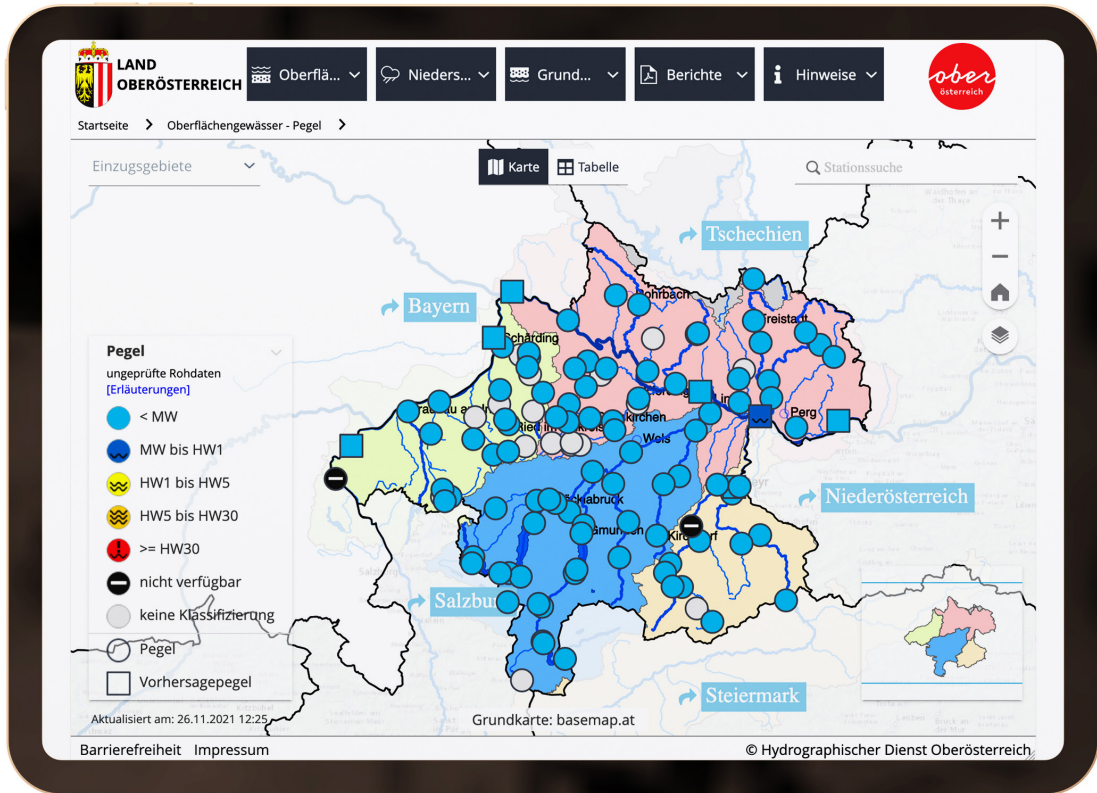 LAND
OBERÖSTERREICH
Oberflä...
Nieders...
Grund...
Berichte
Hinweise
ober
österreich
Startseite
Oberflächengewässer - Pegel
Einzugsgebiete
Karte
Tabelle
Stationssuche
Tschechien
Bayern
Rohrbach
Freistadt
Schärding
Perg
Wels
Niederösterreich
Salzbu
Steiermark
Pegel
ungeprüfte Rohdaten
[Erläuterungen]
< MW
MW bis HW1
HW1 bis HW5
HW5 bis HW30
>= HW30
nicht verfügbar
keine Klassifizierung
Pegel
Vorhersagepegel
Aktualisiert am: 26.11.2021 12:25
Grundkarte: basemap.at
Barrierefreiheit
Impressum
© Hydrographischer Dienst Oberösterreich